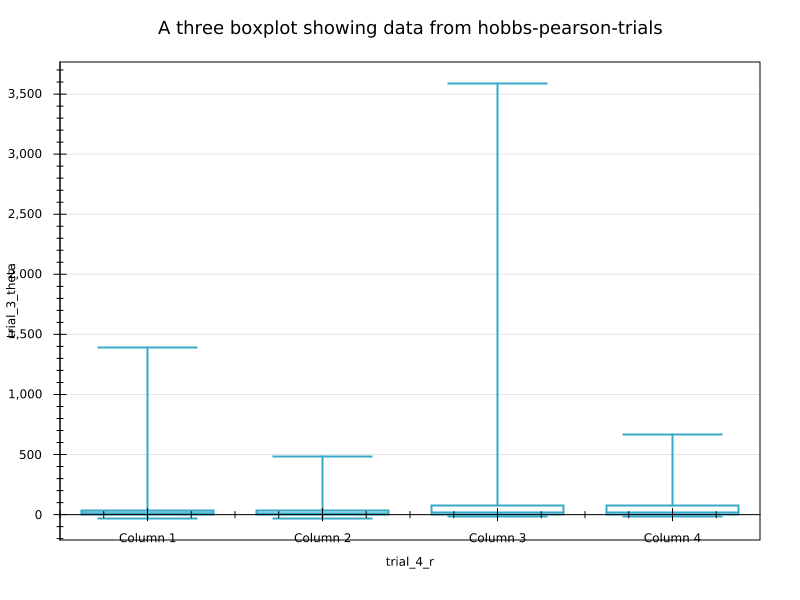 A three boxplot showing data from hobbs-pearson-trials
3,500
3,000
2,500
2,000
1,500
1,000
500
0
trial_3_theta
Column 1
Column 2
Column 3
Column 4
trial_4_r